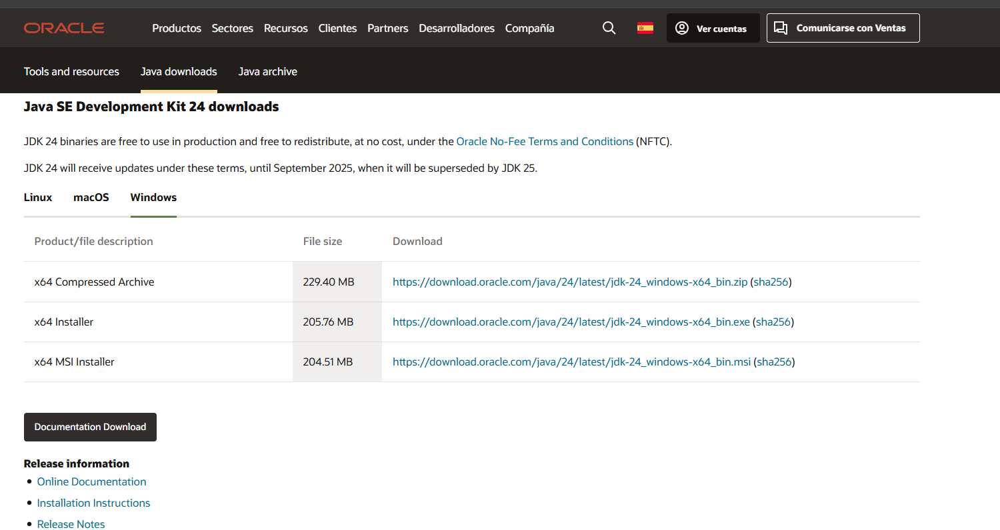 ORACLE Productos Sectores Recursos Clientes Partners Desarrolladores Compañía Ver cuentas Comunicarse con Ventas
Tools and resources Java downloads Java archive
Java SE Development Kit 24 downloads
JDK 24 binaries are free to use in production and free to redistribute, at no cost, under the Oracle No-Fee Terms and Conditions (NFTC).
JDK 24 will receive updates under these terms, until September 2025, when it will be superseded by JDK 25.
Linux macOS Windows
Product/file description File size Download
x64 Compressed Archive 229.40 MB https://download.oracle.com/java/24/latest/jdk-24_windows-x64_bin.zip (sha256)
x64 Installer 205.76 MB https://download.oracle.com/java/24/latest/jdk-24_windows-x64_bin.exe (sha256)
x64 MSI Installer 204.51 MB https://download.oracle.com/java/24/latest/jdk-24_windows-x64_bin.msi (sha256)
Documentation Download
Release information
• Online Documentation
• Installation Instructions
• Release Notes